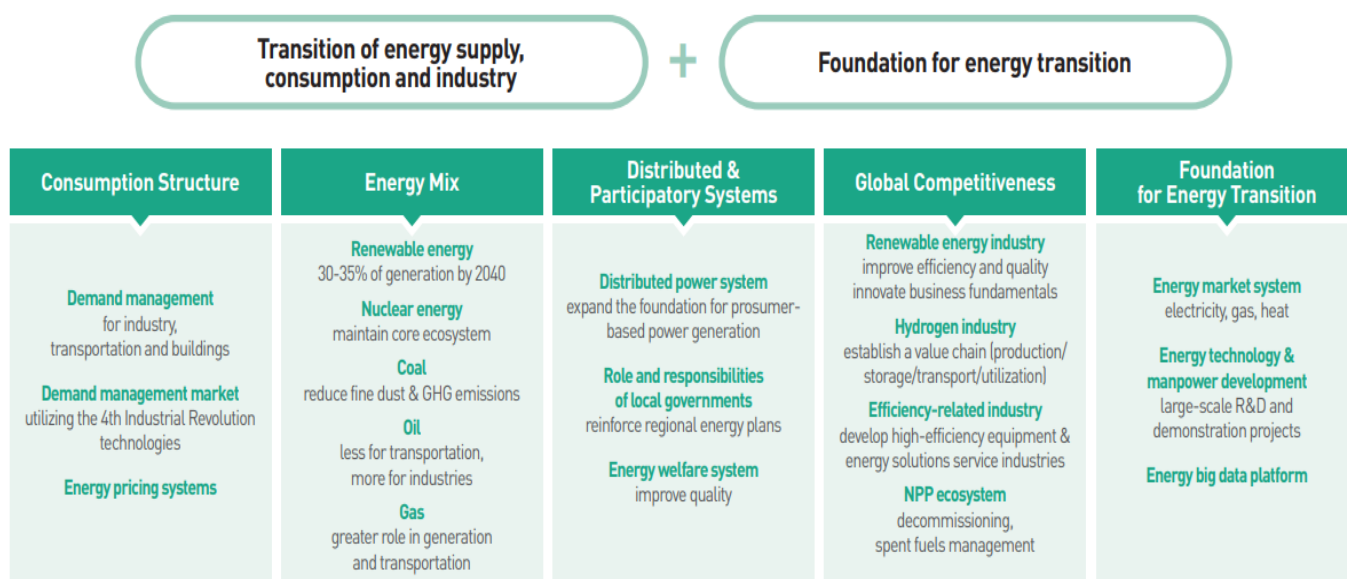 Transition of energy supply,
consumption and industry
+
Foundation for energy transition
Consumption Structure
Demand management
for industry,
transportation and buildings
Demand management market
utilizing the 4th Industrial Revolution
technologies
Energy pricing systems
Energy Mix
Renewable energy
30-35% of generation by 2040
Nuclear energy
maintain core ecosystem
Coal
reduce fine dust & GHG emissions
Oil
less for transportation,
more for industries
Gas
greater role in generation
and transportation
Distributed &
Participatory Systems
Distributed power system
expand the foundation for prosumer-
based power generation
Role and responsibilities
of local governments
reinforce regional energy plans
Energy welfare system
improve quality
Global Competitiveness
Renewable energy industry
improve efficiency and quality
innovate business fundamentals
Hydrogen industry
establish a value chain (production/
storage/transport/utilization)
Efficiency-related industry
develop high-efficiency equipment &
energy solutions service industries
NPP ecosystem
decommissioning,
spent fuels management
Foundation
for Energy Transition
Energy market system
electricity, gas, heat
Energy technology &
manpower development
large-scale R&D and
demonstration projects
Energy big data platform